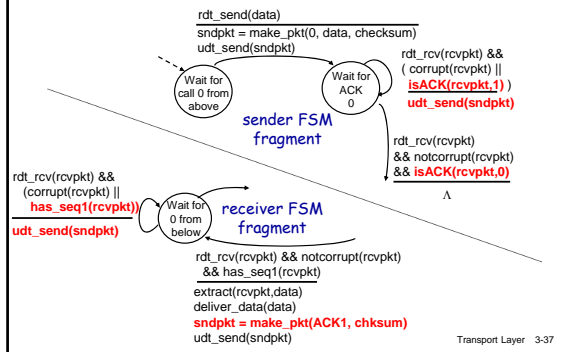 rdt_send(data)
sndpkt = make_pkt(0, data, checksum)
udt_send(sndpkt)
Wait for
call 0 from
above
Wait for
ACK
0
rdt_rcv(rcvpkt) &&
( corrupt(rcvpkt) ||
isACK(rcvpkt,1) )
udt_send(sndpkt)
sender FSM
fragment
rdt_rcv(rcvpkt)
&& notcorrupt(rcvpkt)
&& isACK(rcvpkt,0)
Λ
rdt_rcv(rcvpkt) &&
(corrupt(rcvpkt) ||
has_seq1(rcvpkt))
udt_send(sndpkt)
Wait for
0 from
below
receiver FSM
fragment
rdt_rcv(rcvpkt) && notcorrupt(rcvpkt)
&& has_seq1(rcvpkt)
extract(rcvpkt,data)
deliver_data(data)
sndpkt = make_pkt(ACK1, chksum)
udt_send(sndpkt)
Transport Layer 3-37